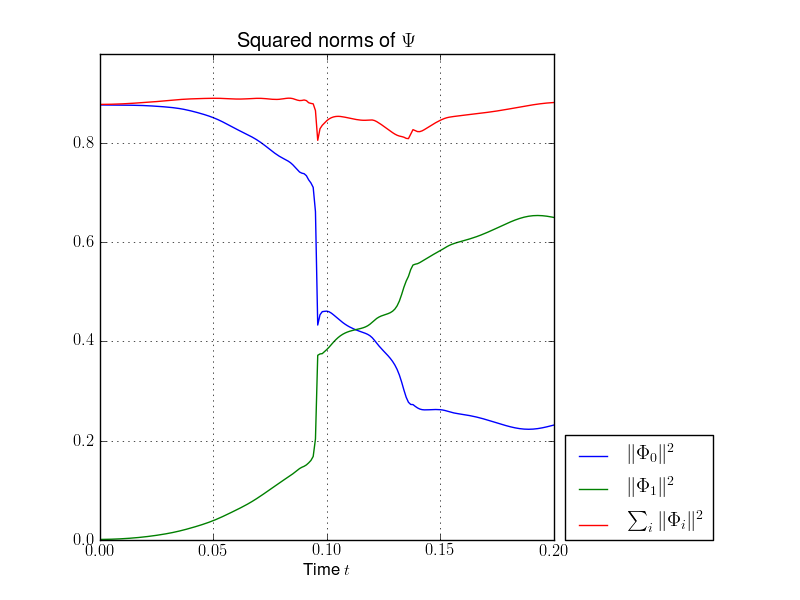 Squared norms of Ψ
0.8
0.6
0.4
0.2
0.0
0.00 0.05 0.10 0.15 0.20
Time t
‖Φ₀‖²
‖Φ₁‖²
∑ᵢ ‖Φᵢ‖²